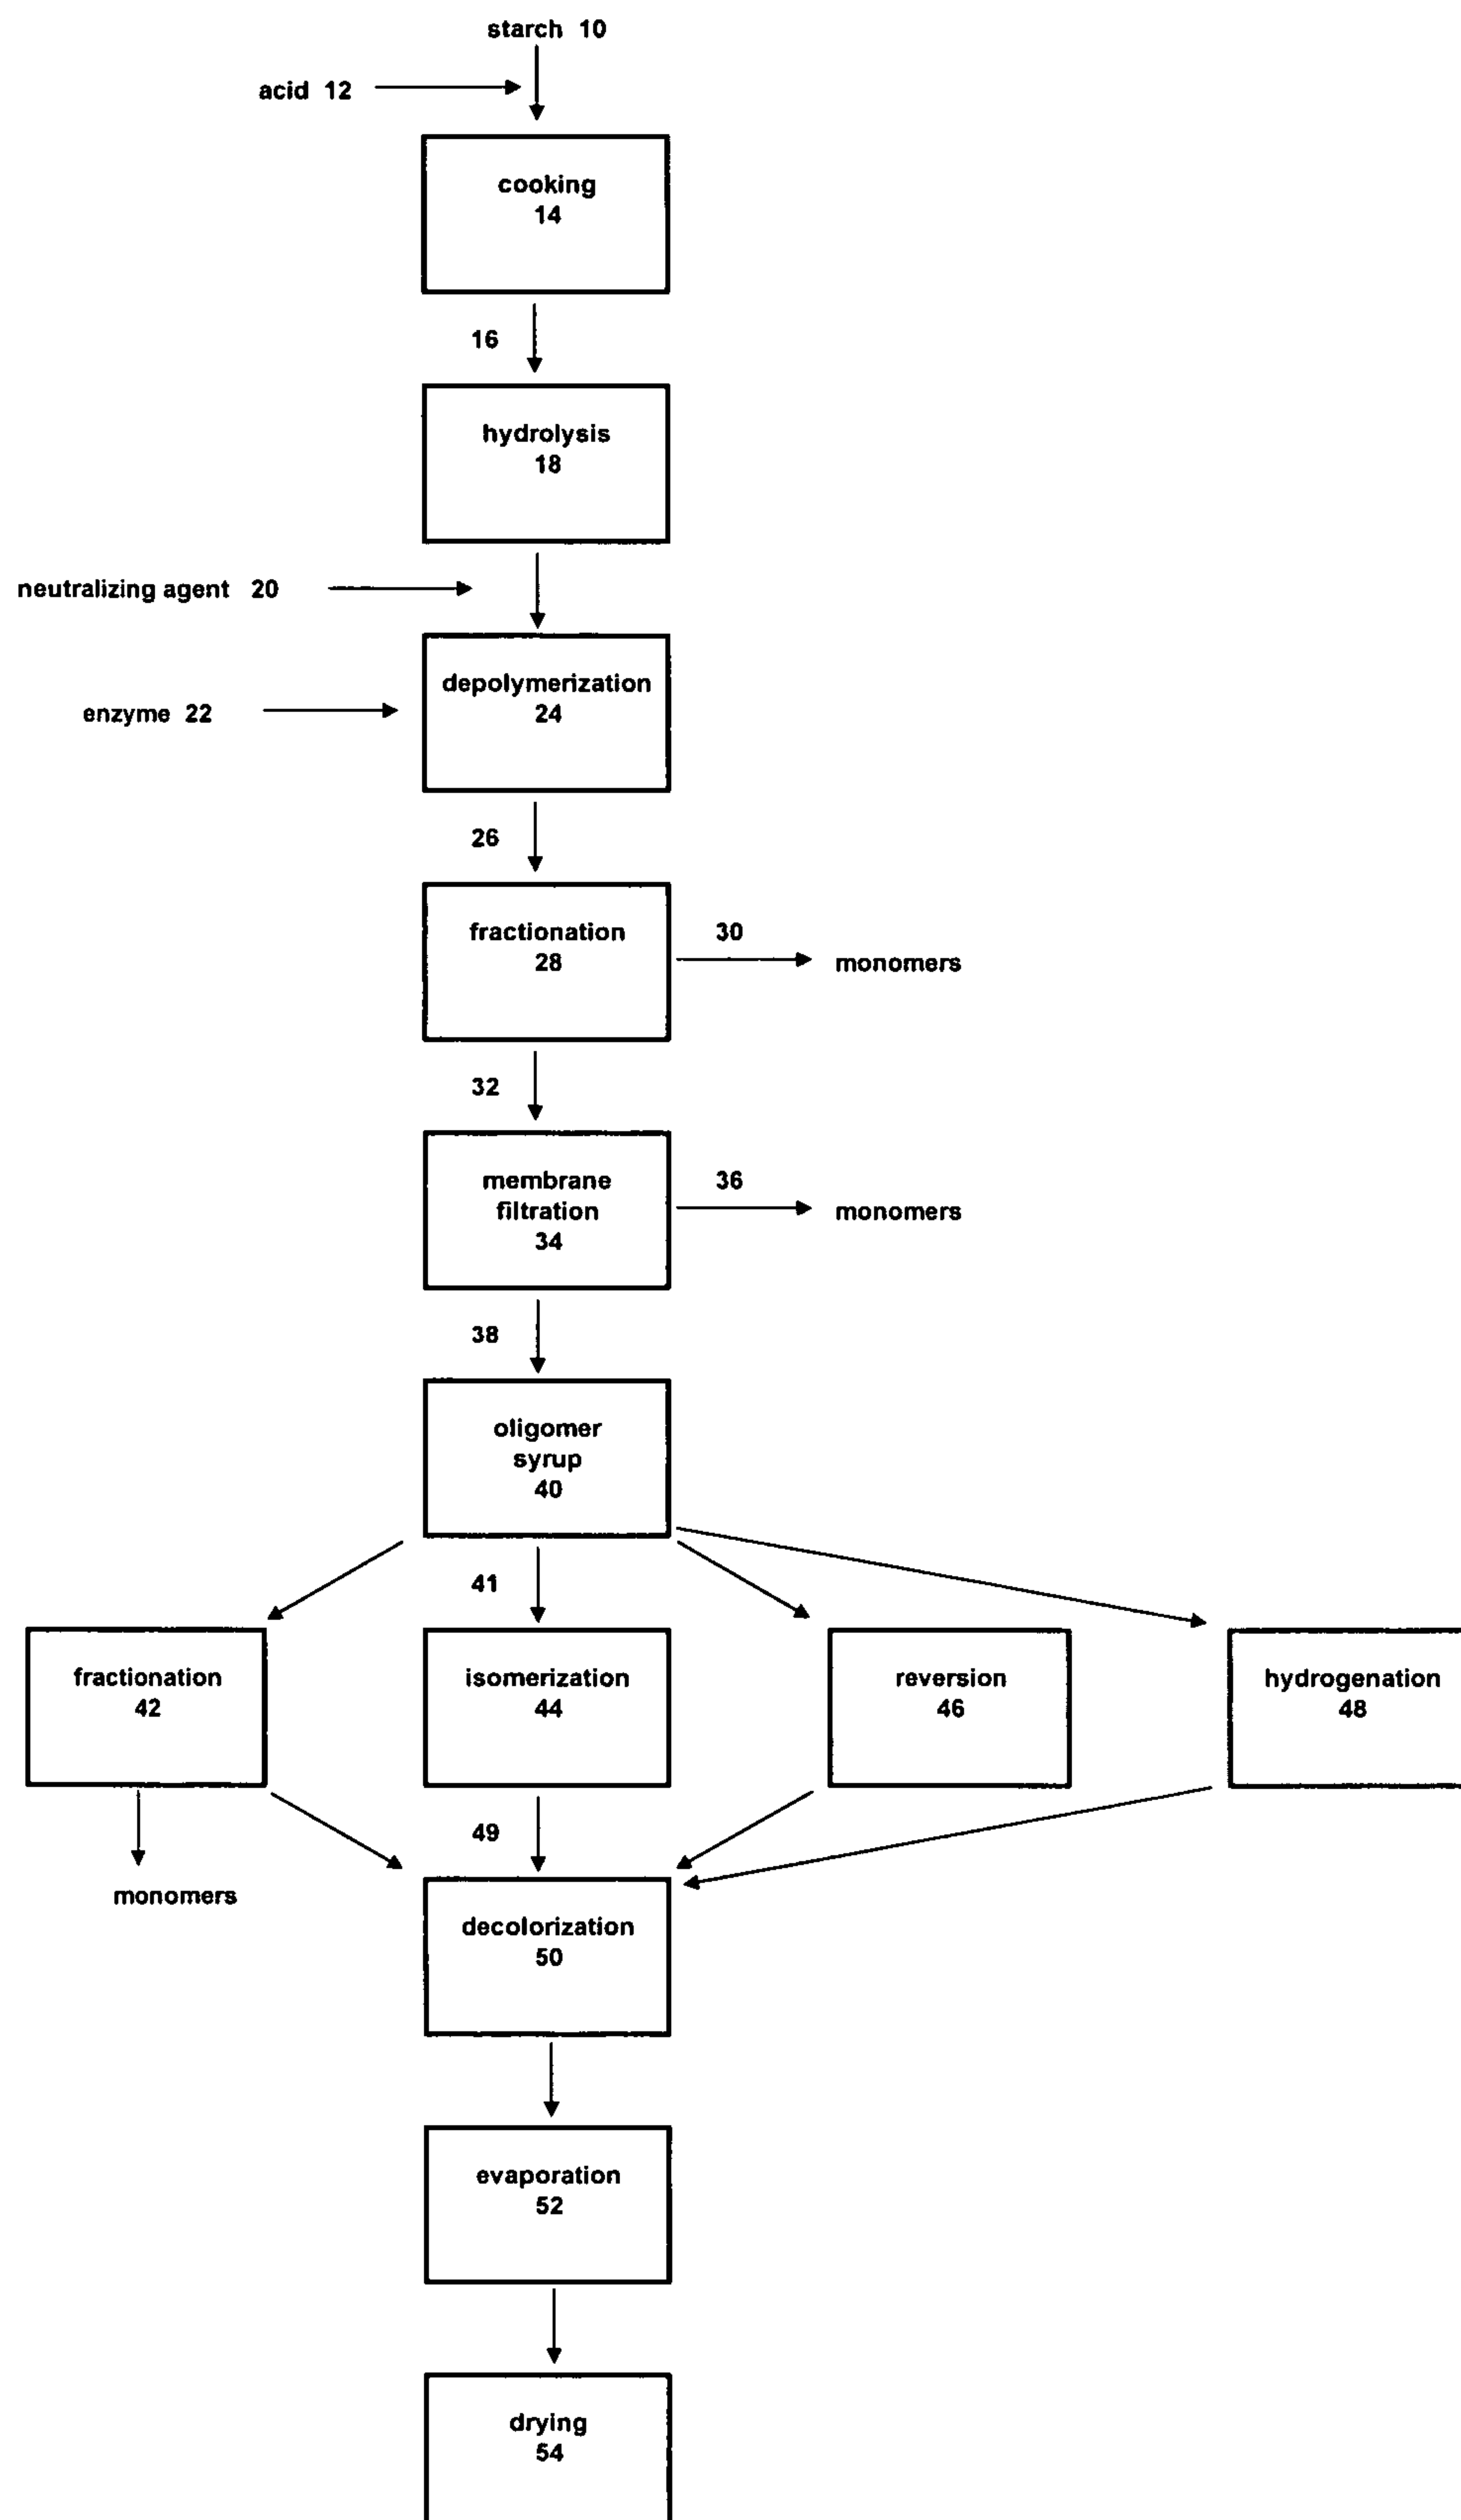 starch 10
acid 12
cooking
14
16
hydrolysis
18
neutralizing agent 20
depolymerization
24
enzyme 22
26
fractionation
28
30
monomers
32
membrane
filtration
34
36
monomers
38
oligomer
syrup
40
41
fractionation
42
isomerization
44
reversion
46
hydrogenation
48
49
monomers
decolorization
50
evaporation
52
drying
54